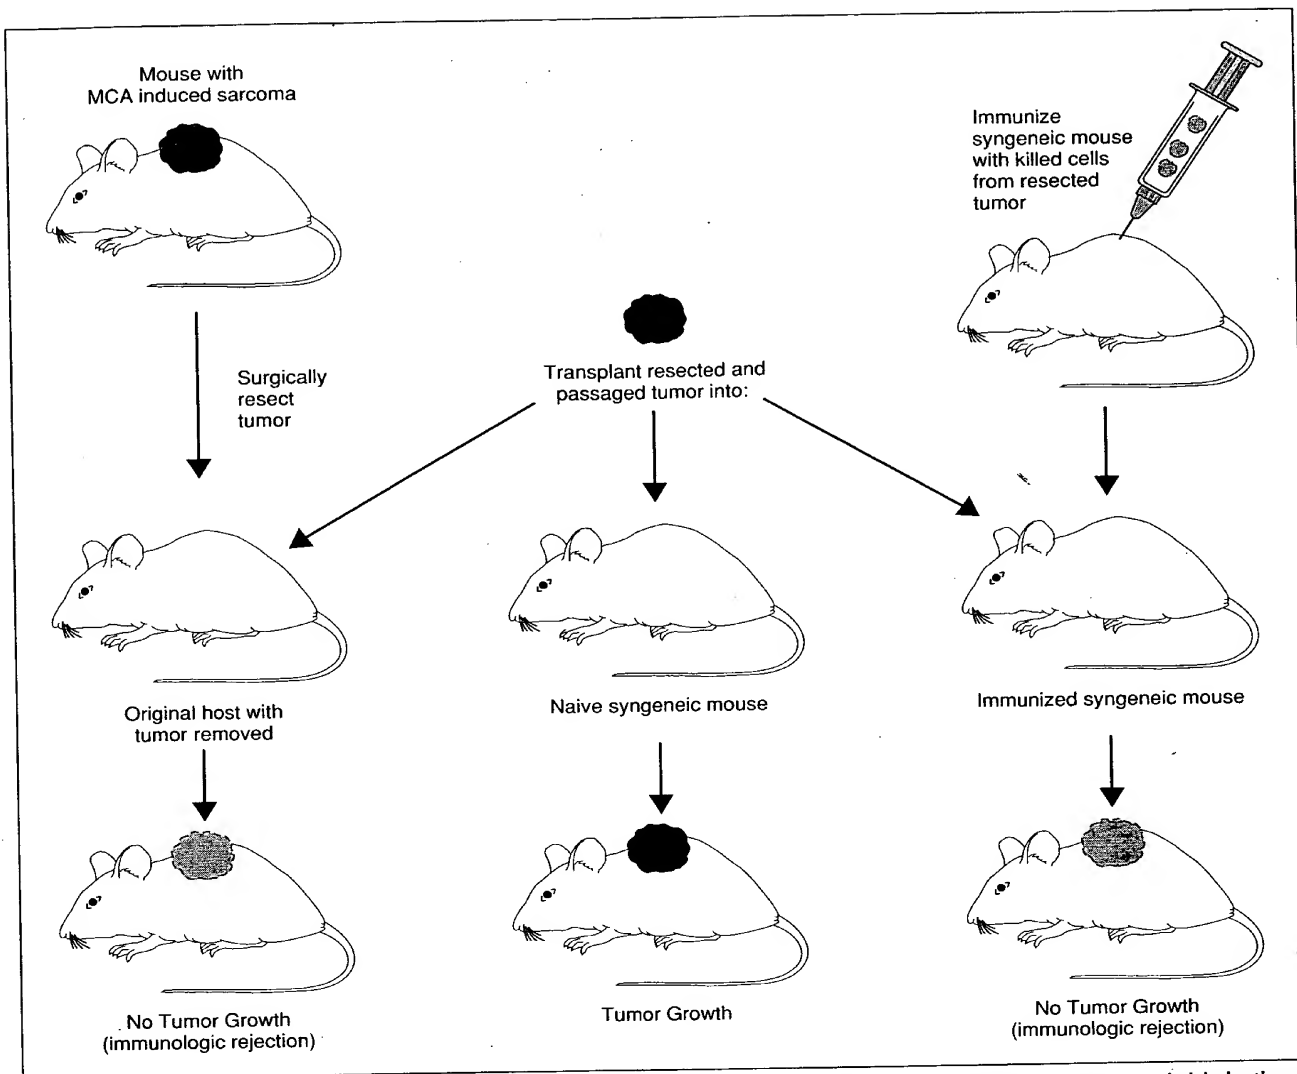 Mouse with
MCA induced sarcoma
Immunize
syngeneic mouse
with killed cells
from resected
tumor
Surgically
resect
tumor
Transplant resected and
passaged tumor into:
Original host with
tumor removed
Naive syngeneic mouse
Immunized syngeneic mouse
No Tumor Growth
(immunologic rejection)
Tumor Growth
No Tumor Growth
(immunologic rejection)